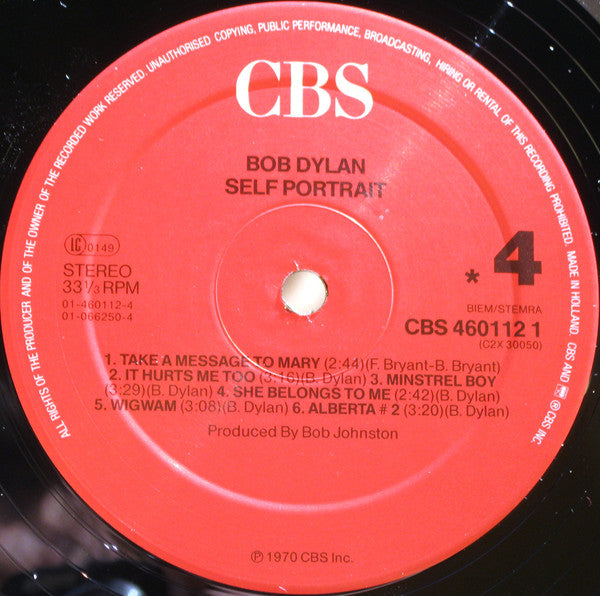 ALL RIGHTS OF THE PRODUCER AND OF THE OWNER OF THE RECORDED WORK RESERVED. UNAUTHORISED COPYING, PUBLIC PERFORMANCE, BROADCASTING, HIRING OR RENTAL OF THIS RECORDING PROHIBITED. MADE IN HOLLAND. CBS AND ® CBS INC.
CBS
BOB DYLAN
SELF PORTRAIT
LC 0149
STEREO
33 1/3 RPM
01-460112-4
01-066250-4
* 4
BIEM/STEMRA
CBS 460112 1
(C2X 30050)
1. TAKE A MESSAGE TO MARY (2:44)(F. Bryant-B. Bryant)
2. IT HURTS ME TOO (3:16)(B. Dylan) 3. MINSTREL BOY
(3:29)(B. Dylan) 4. SHE BELONGS TO ME (2:42)(B. Dylan)
5. WIGWAM (3:08)(B. Dylan) 6. ALBERTA # 2 (3:20)(B. Dylan)
Produced By Bob Johnston
℗ 1970 CBS Inc.